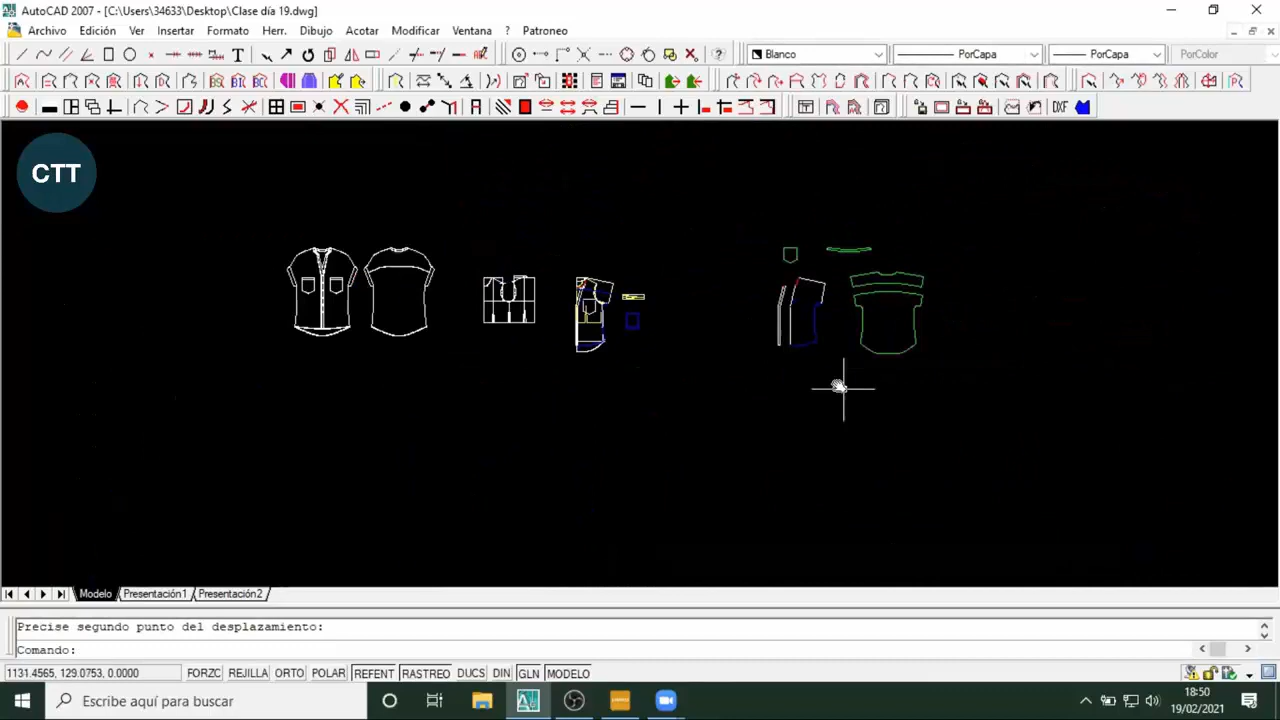 AutoCAD 2007 - [C:\Users\34633\Desktop\Clase día 19.dwg]
Archivo Edición Ver Insertar Formato Herr. Dibujo Acotar Modificar Ventana ? Patroneo
T ? Blanco PorCapa PorCapa PorColor
DXF
CTT
Modelo Presentación1 Presentación2
Precise segundo punto del desplazamiento:
Comando:
1131.4565, 129.0753, 0.0000 FORZC REJILLA ORTO POLAR REFENT RASTREO DUCS DIN GLN MODELO
Escribe aquí para buscar
18:50
19/02/2021